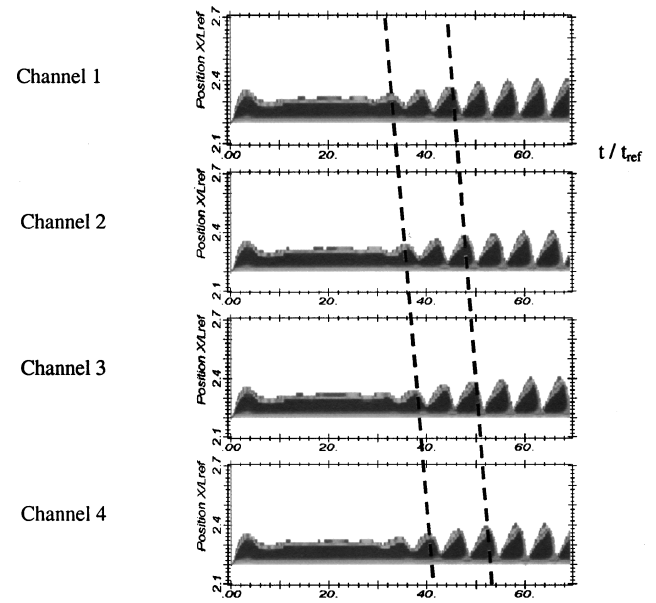 2.7
Position X/Lref
2.4
2.1
Channel 1
.00 20. 40. 60.
t / tref
2.7
Position X/Lref
2.4
2.1
Channel 2
.00 20. 40. 60.
2.7
Position X/Lref
2.4
2.1
Channel 3
.00 20. 40. 60.
2.7
Position X/Lref
2.4
2.1
Channel 4
.00 20. 40. 60.